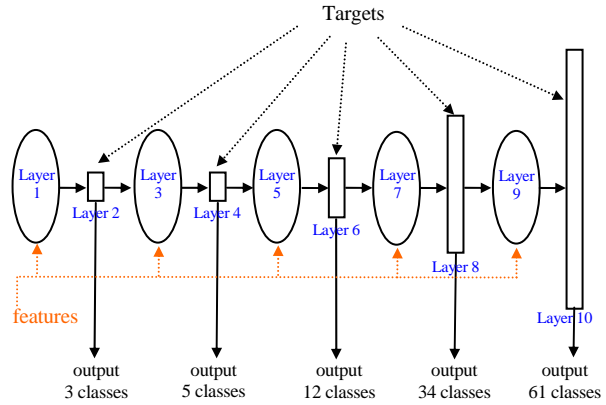 Targets
Layer
1
Layer 2
Layer
3
Layer 4
Layer
5
Layer 6
Layer
7
Layer 8
Layer
9
Layer 10
features
output
3 classes
output
5 classes
output
12 classes
output
34 classes
output
61 classes